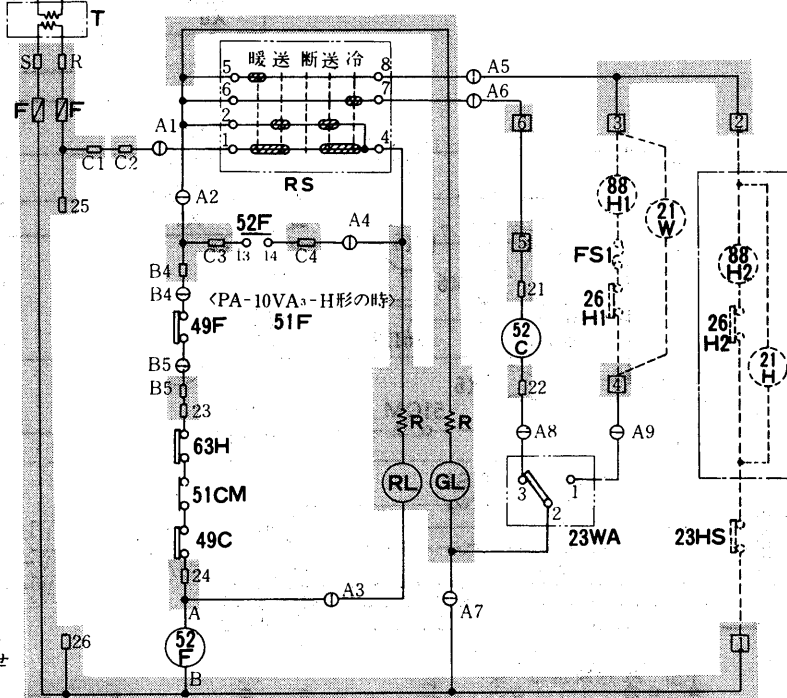 T
S R
F F
C1 C2 A1
25
暖送 断送 冷
5 8 A5
6 7 A6
2
1 4
RS
A2
52F
C3 13 14 C4 A4
B4
B4
〈PA-10VA3-H形の時〉
49F 51F
B5
B5
23
63H
51CM
49C
24
A A3
52
F
B
26
せ
R R
RL GL
A7
6 3 2
5
21
52
C
22
A8 A9
4
3 1
2
23WA
88
H1
21
W
FS1
26
H1
88
H2
26
H2
21
H
23HS
1